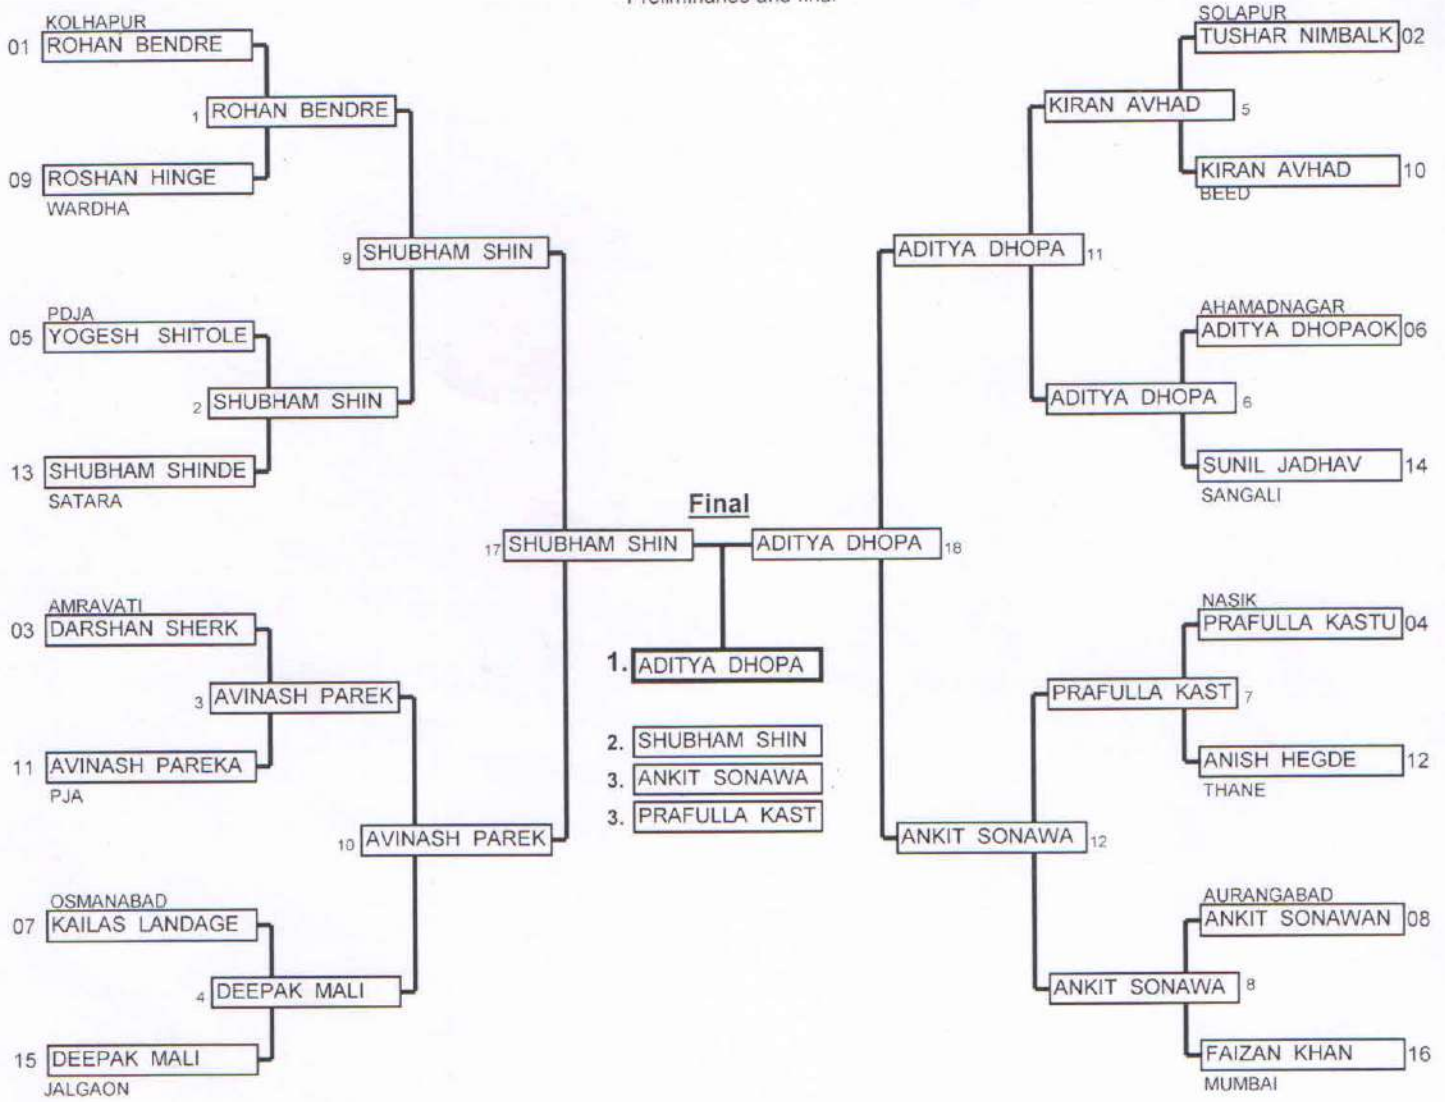 Preliminaries and final
KOLHAPUR
01 ROHAN BENDRE
1 ROHAN BENDRE
09 ROSHAN HINGE
WARDHA
9 SHUBHAM SHIN
PDJA
05 YOGESH SHITOLE
2 SHUBHAM SHIN
13 SHUBHAM SHINDE
SATARA
17 SHUBHAM SHIN
AMRAVATI
03 DARSHAN SHERK
3 AVINASH PAREK
11 AVINASH PAREKA
PJA
10 AVINASH PAREK
OSMANABAD
07 KAILAS LANDAGE
4 DEEPAK MALI
15 DEEPAK MALI
JALGAON
Final
1. ADITYA DHOPA
2. SHUBHAM SHIN
3. ANKIT SONAWA
3. PRAFULLA KAST
SOLAPUR
TUSHAR NIMBALK 02
KIRAN AVHAD 5
KIRAN AVHAD 10
BEED
ADITYA DHOPA 11
AHAMADNAGAR
ADITYA DHOPAOK 06
ADITYA DHOPA 6
SUNIL JADHAV 14
SANGALI
ADITYA DHOPA 18
NASIK
PRAFULLA KASTU 04
PRAFULLA KAST 7
ANISH HEGDE 12
THANE
ANKIT SONAWA 12
AURANGABAD
ANKIT SONAWAN 08
ANKIT SONAWA 8
FAIZAN KHAN 16
MUMBAI